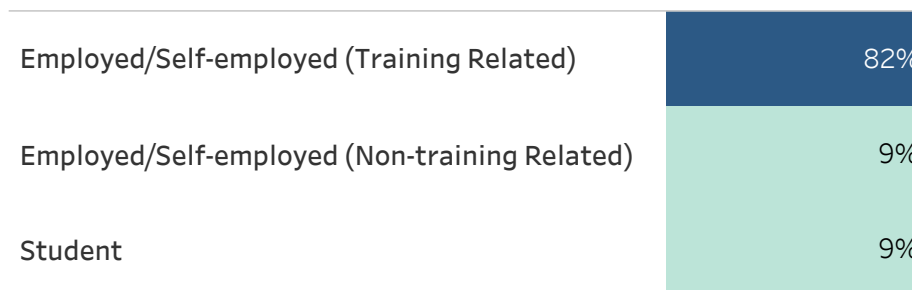 Employed/Self-employed (Training Related) 82%
Employed/Self-employed (Non-training Related) 9%
Student 9%